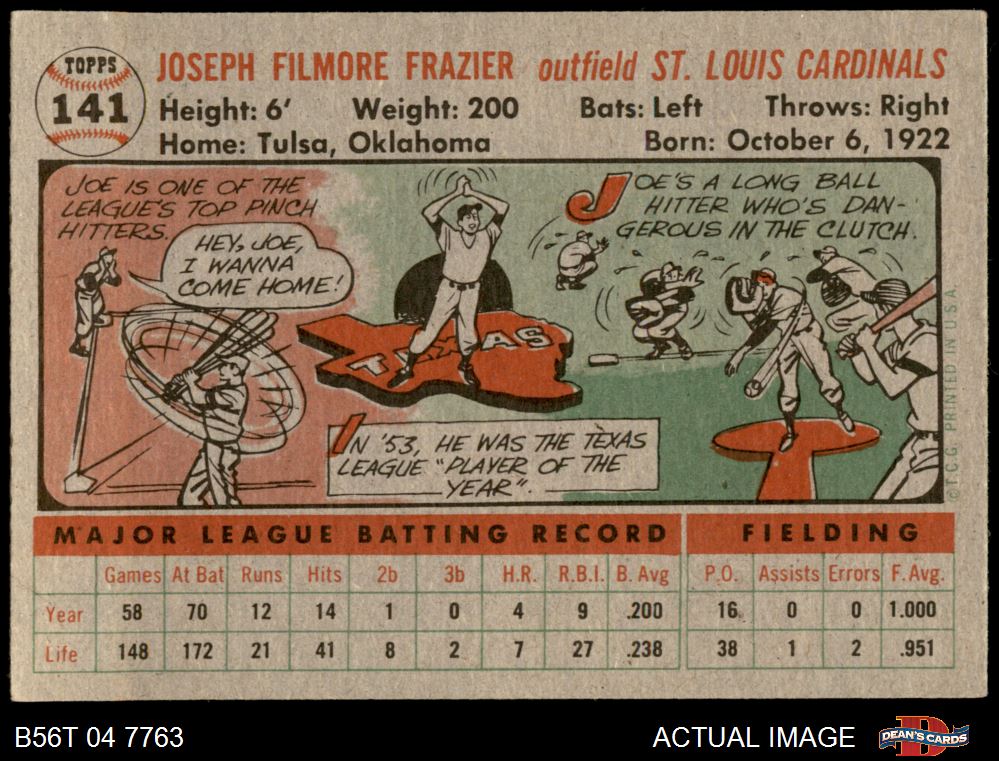 TOPPS
141
JOSEPH FILMORE FRAZIER outfield ST. LOUIS CARDINALS
Height: 6' Weight: 200 Bats: Left Throws: Right
Home: Tulsa, Oklahoma Born: October 6, 1922
JOE IS ONE OF THE
LEAGUE'S TOP PINCH
HITTERS.
HEY, JOE,
I WANNA
COME HOME!
TEXAS
IN '53, HE WAS THE TEXAS
LEAGUE "PLAYER OF THE
YEAR".
JOE'S A LONG BALL
HITTER WHO'S DAN-
GEROUS IN THE CLUTCH.
© T.C.G. PRINTED IN U.S.A.
MAJOR LEAGUE BATTING RECORD FIELDING
Games At Bat Runs Hits 2b 3b H.R. R.B.I. B. Avg P.O. Assists Errors F. Avg.
Year 58 70 12 14 1 0 4 9 .200 16 0 0 1.000
Life 148 172 21 41 8 2 7 27 .238 38 1 2 .951
B56T 04 7763 ACTUAL IMAGE DEAN'S CARDS